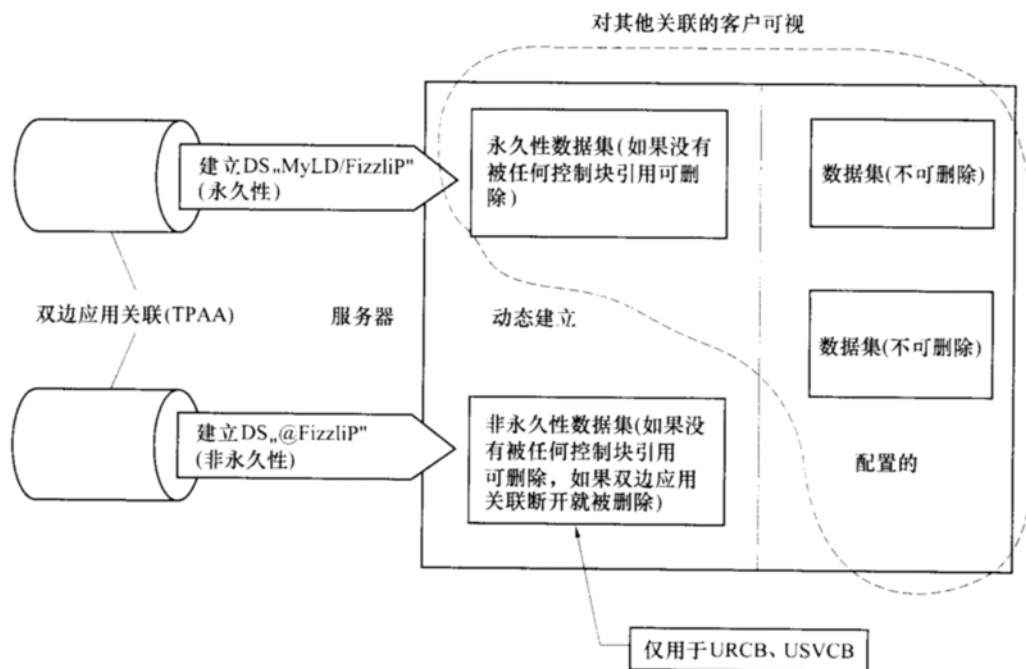 对其他关联的客户可视
建立DS„MyLD/FizzliP"
(永久性)
永久性数据集(如果没有
被任何控制块引用可删
除)
数据集(不可删除)
双边应用关联(TPAA)
服务器
动态建立
数据集(不可删除)
建立DS„@FizzliP"
(非永久性)
非永久性数据集(如果没
有被任何控制块引用
可删除，如果双边应用
关联断开就被删除)
配置的
仅用于URCB、USVCB